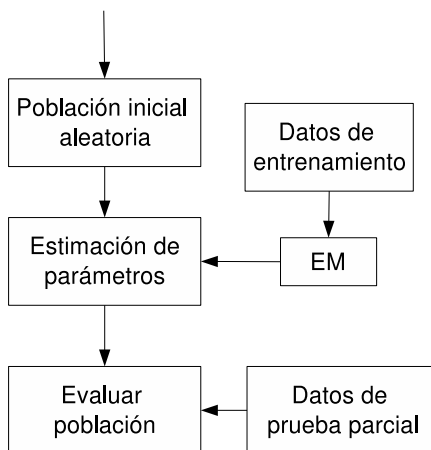 Población inicial
aleatoria
Datos de
entrenamiento
Estimación de
parámetros
EM
Evaluar
población
Datos de
prueba parcial